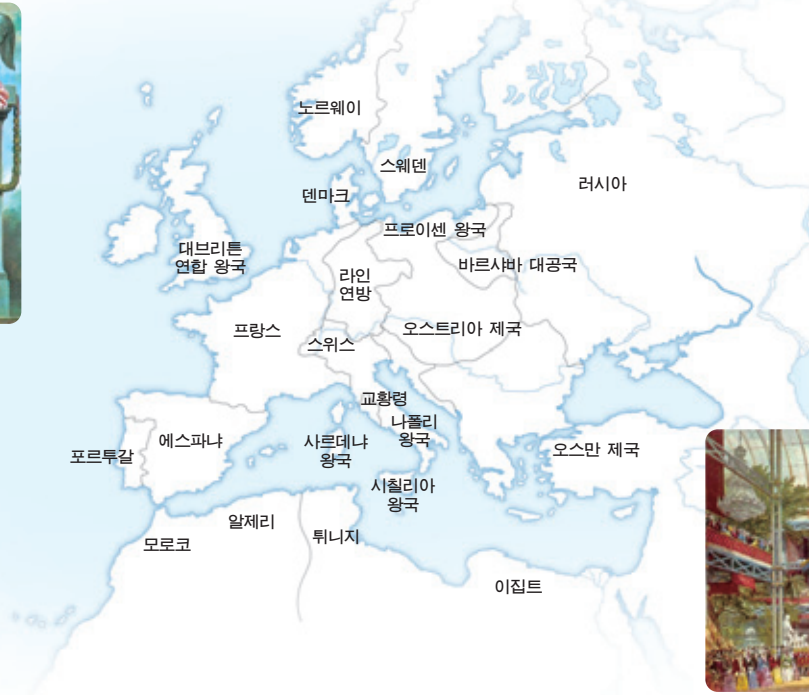 노르웨이
스웨덴
러시아
덴마크
프로이센 왕국
대브리튼
연합 왕국
바르샤바 대공국
라인
연방
프랑스
스위스
오스트리아 제국
교황령
나폴리
왕국
포르투갈
에스파냐
사르데냐
왕국
오스만 제국
시칠리아
왕국
모로코
알제리
튀니지
이집트